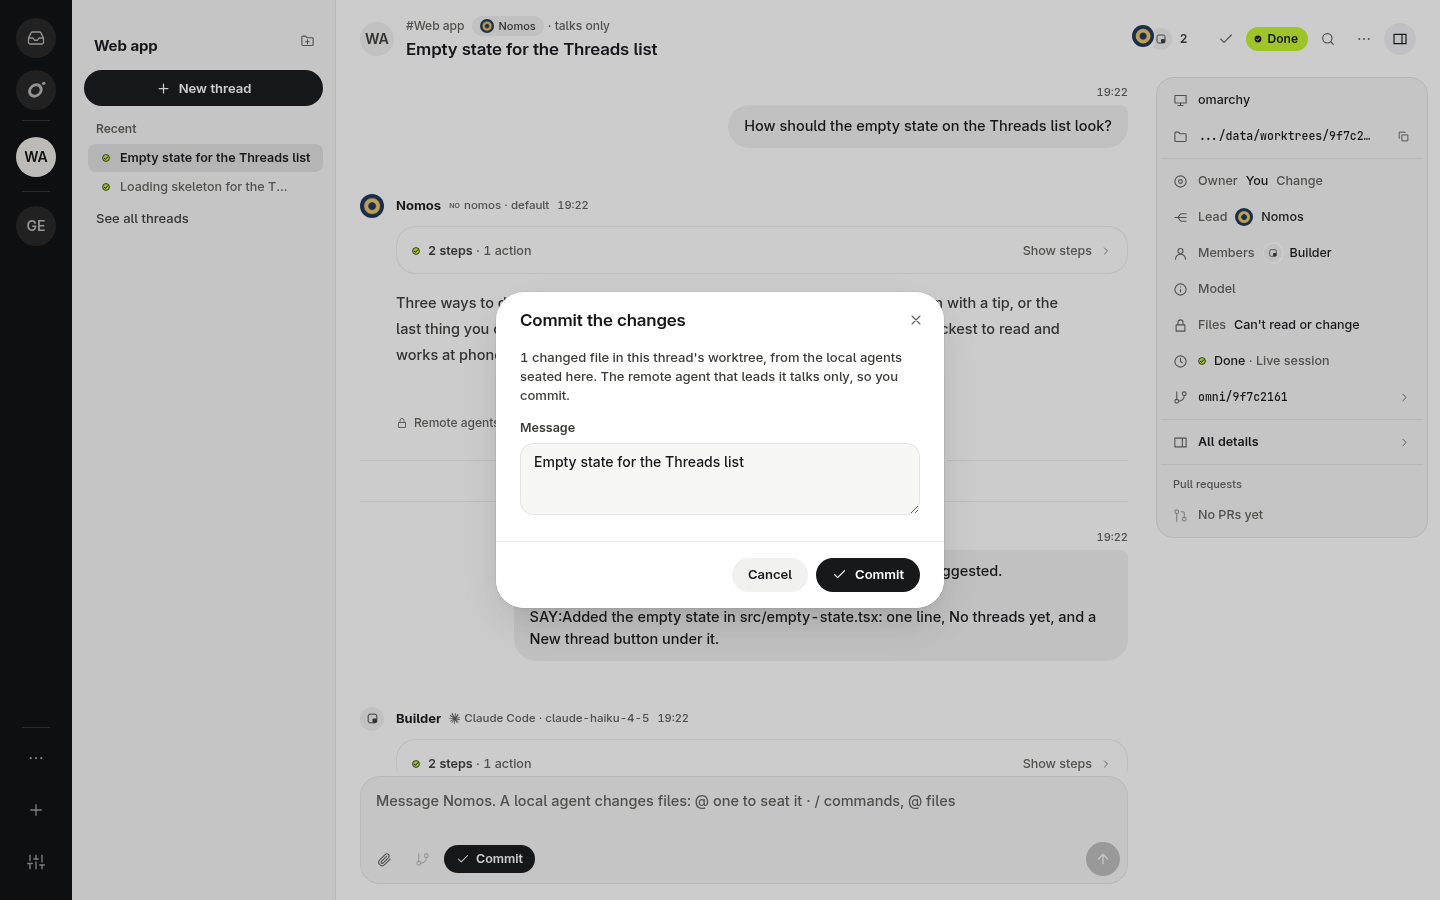 Web app
New thread
Recent
Empty state for the Threads list
Loading skeleton for the T...
See all threads
WA
GE
WA
#Web app Nomos · talks only
Empty state for the Threads list
2
Done
19:22
How should the empty state on the Threads list look?
Nomos NO nomos · default 19:22
2 steps · 1 action Show steps
Three ways to with a tip, or the
last thing you ckest to read and
works at phon
Remote agents
Commit the changes
1 changed file in this thread's worktree, from the local agents
seated here. The remote agent that leads it talks only, so you
commit.
Message
Empty state for the Threads list
Cancel
Commit
19:22
ggested.
SAY:Added the empty state in src/empty-state.tsx: one line, No threads yet, and a
New thread button under it.
Builder Claude Code · claude-haiku-4-5 19:22
2 steps · 1 action Show steps
Message Nomos. A local agent changes files: @ one to seat it · / commands, @ files
Commit
omarchy
.../data/worktrees/9f7c2…
Owner You Change
Lead Nomos
Members Builder
Model
Files Can't read or change
Done · Live session
omni/9f7c2161
All details
Pull requests
No PRs yet